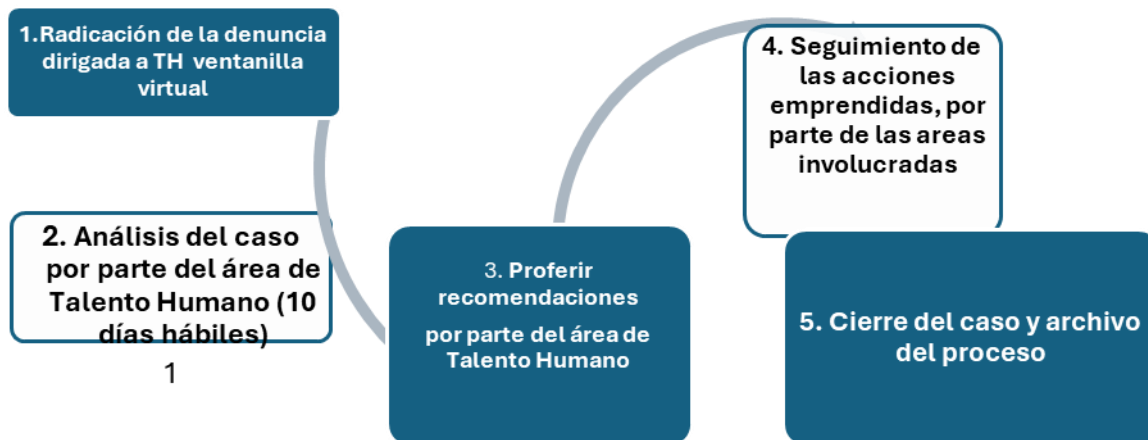 1.Radicación de la denuncia
dirigada a TH ventanilla
virtual
2. Análisis del caso
por parte del área de
Talento Humano (10
días hábiles)
1
3. Proferir
recomendaciones
por parte del área de
Talento Humano
4. Seguimiento de
las acciones
emprendidas, por
parte de las areas
involucradas
5. Cierre del caso y archivo
del proceso